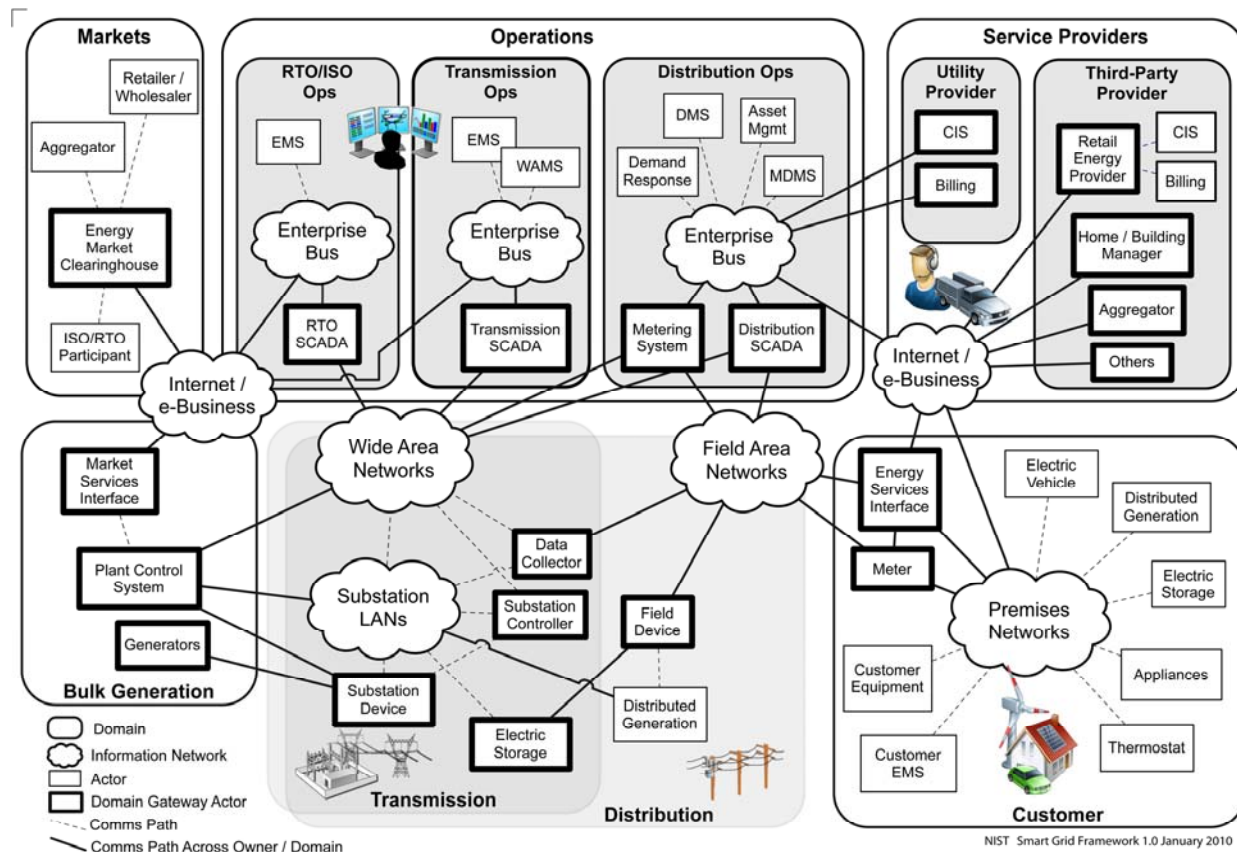 Markets
Retailer /
Wholesaler
Aggregator
Energy
Market
Clearinghouse
ISO/RTO
Participant
Operations
RTO/ISO
Ops
EMS
Enterprise
Bus
RTO
SCADA
Transmission
Ops
EMS
WAMS
Enterprise
Bus
Transmission
SCADA
Distribution Ops
DMS
Asset
Mgmt
Demand
Response
MDMS
Enterprise
Bus
Metering
System
Distribution
SCADA
Service Providers
Utility
Provider
CIS
Billing
Third-Party
Provider
Retail
Energy
Provider
CIS
Billing
Home / Building
Manager
Aggregator
Others
Internet /
e-Business
Internet /
e-Business
Market
Services
Interface
Plant Control
System
Generators
Bulk Generation
Wide Area
Networks
Field Area
Networks
Data
Collector
Substation
LANs
Substation
Controller
Field
Device
Substation
Device
Electric
Storage
Distributed
Generation
Transmission
Distribution
Energy
Services
Interface
Meter
Electric
Vehicle
Distributed
Generation
Electric
Storage
Premises
Networks
Appliances
Customer
Equipment
Customer
EMS
Thermostat
Customer
Domain
Information Network
Actor
Domain Gateway Actor
Comms Path
Comms Path Across Owner / Domain
NIST Smart Grid Framework 1.0 January 2010